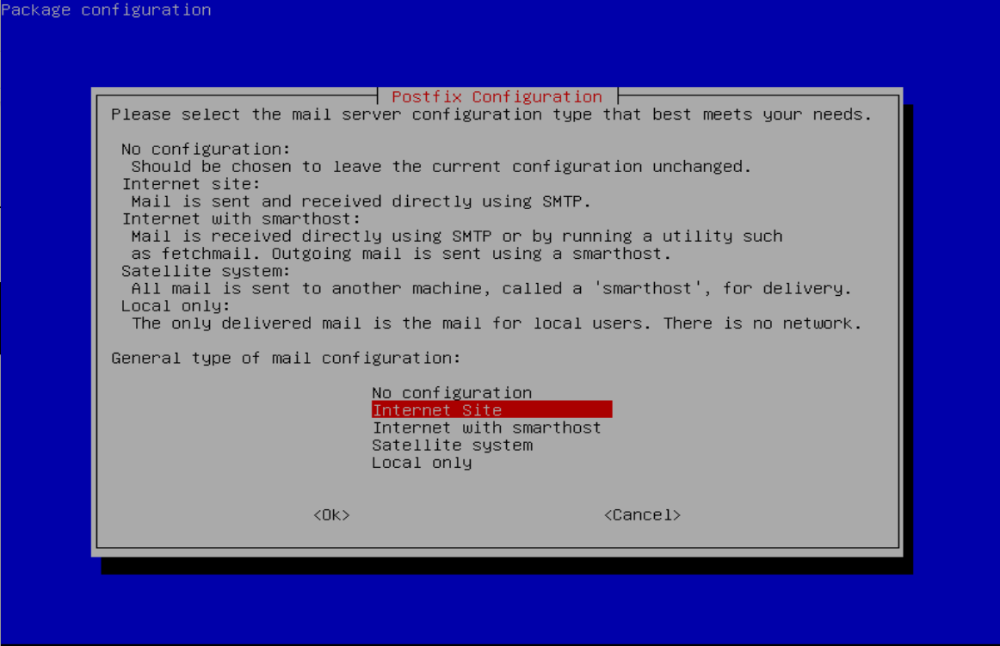 Package configuration
Postfix Configuration
Please select the mail server configuration type that best meets your needs.
No configuration:
Should be chosen to leave the current configuration unchanged.
Internet site:
Mail is sent and received directly using SMTP.
Internet with smarthost:
Mail is received directly using SMTP or by running a utility such
as fetchmail. Outgoing mail is sent using a smarthost.
Satellite system:
All mail is sent to another machine, called a 'smarthost', for delivery.
Local only:
The only delivered mail is the mail for local users. There is no network.
General type of mail configuration:
No configuration
Internet Site
Internet with smarthost
Satellite system
Local only
<Ok> <Cancel>